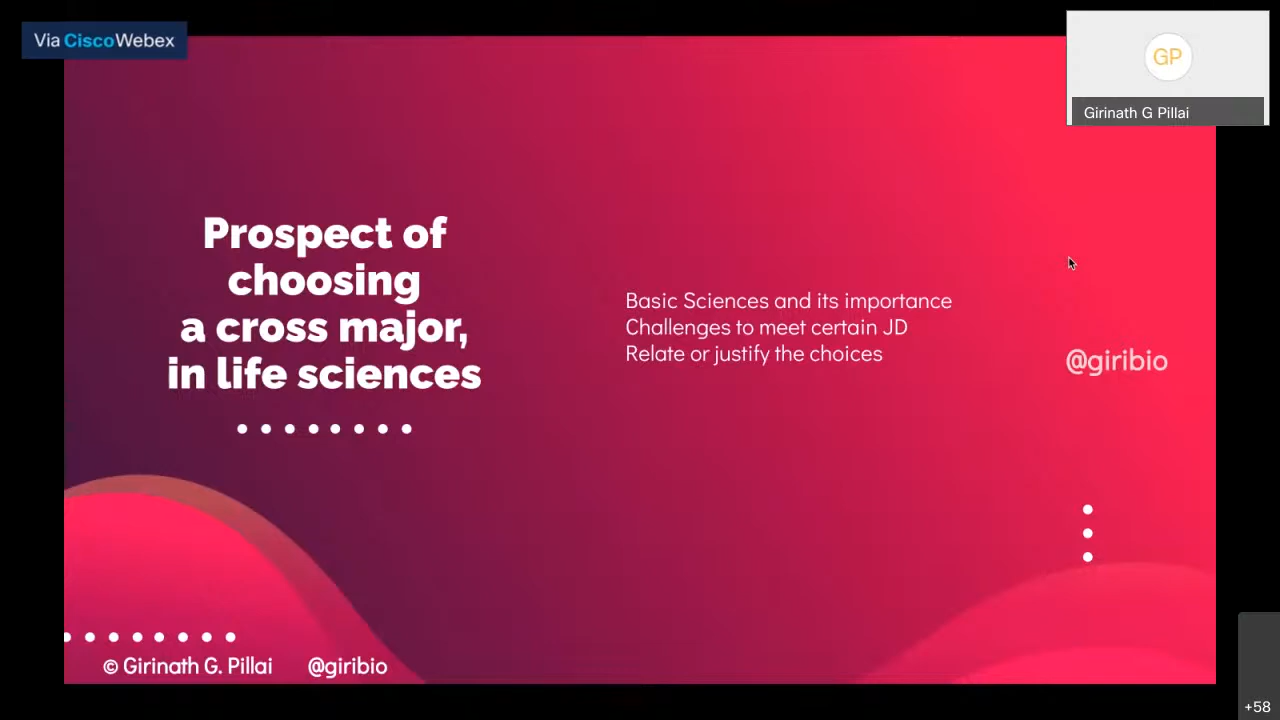 Via CiscoWebex
GP
Girinath G Pillai
Prospect of
choosing
a cross major,
in life sciences
Basic Sciences and its importance
Challenges to meet certain JD
Relate or justify the choices
@giribio
© Girinath G. Pillai @giribio
+58